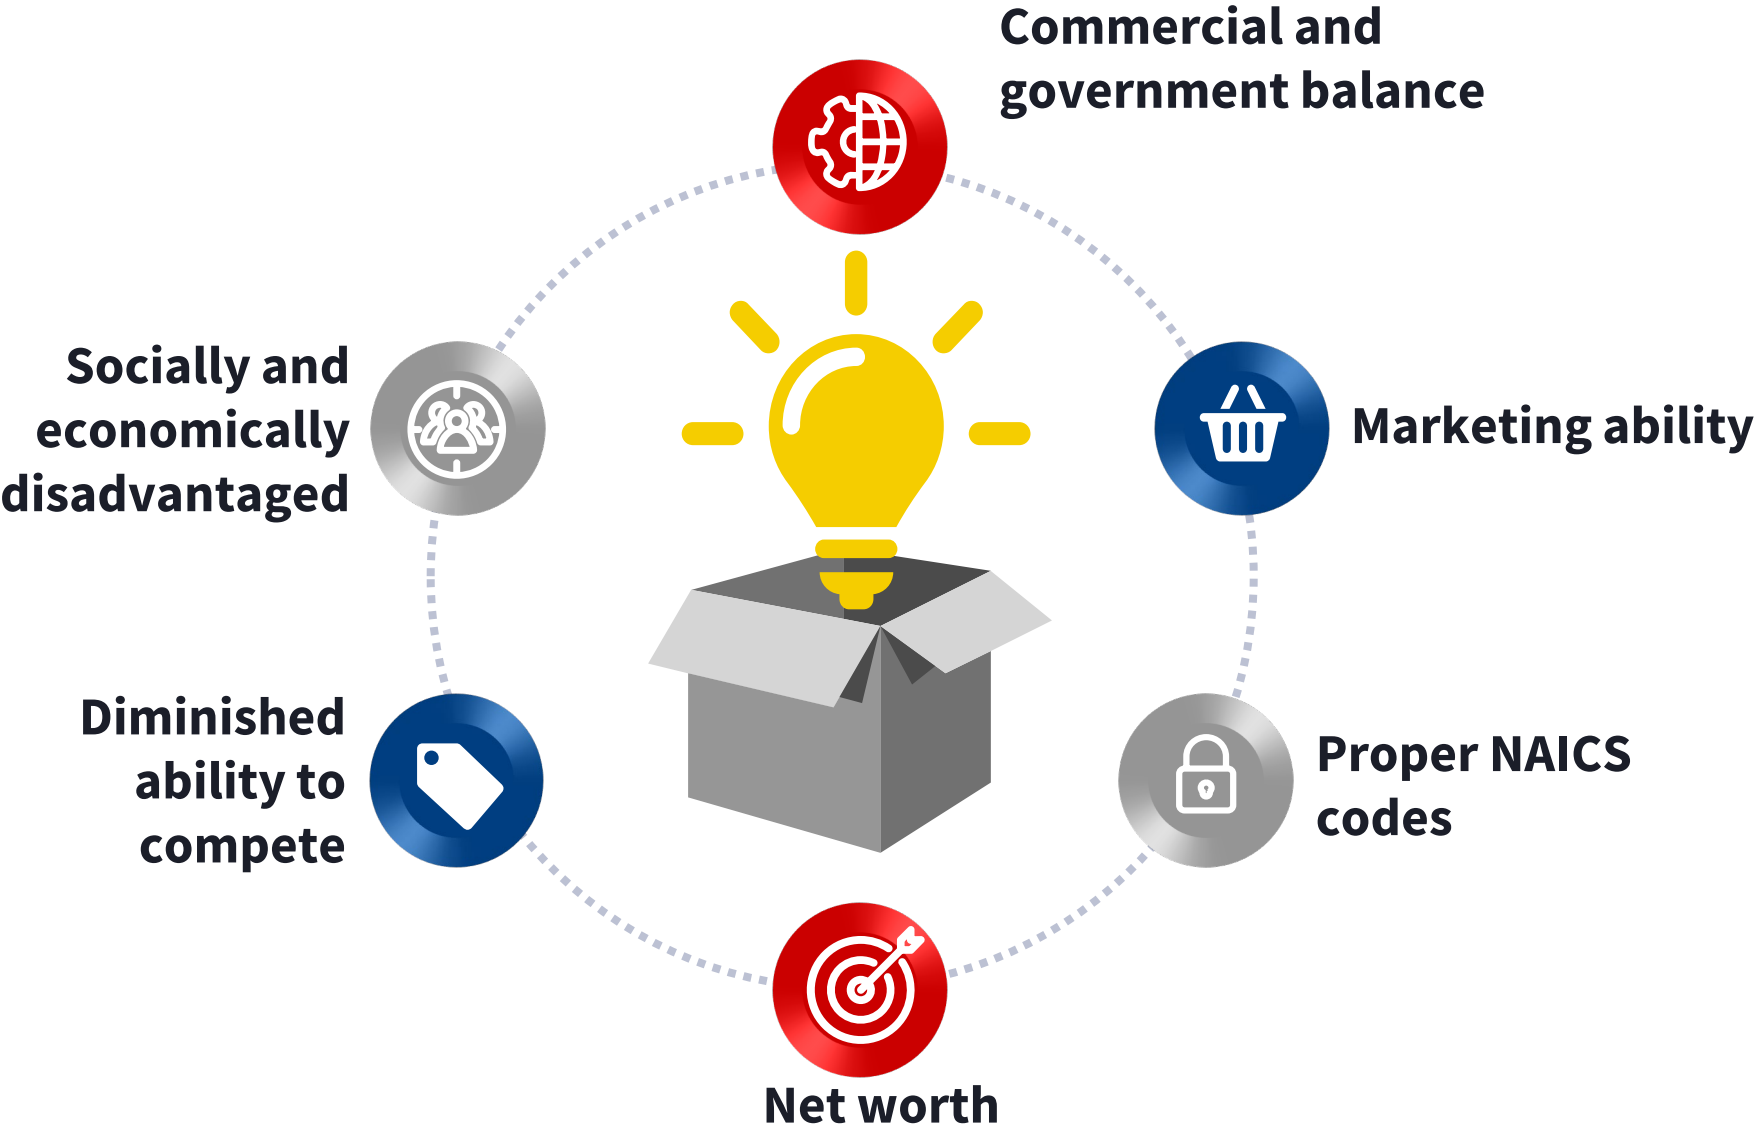 Commercial and
government balance
Socially and
economically
disadvantaged
Marketing ability
Diminished
ability to
compete
Proper NAICS
codes
Net worth